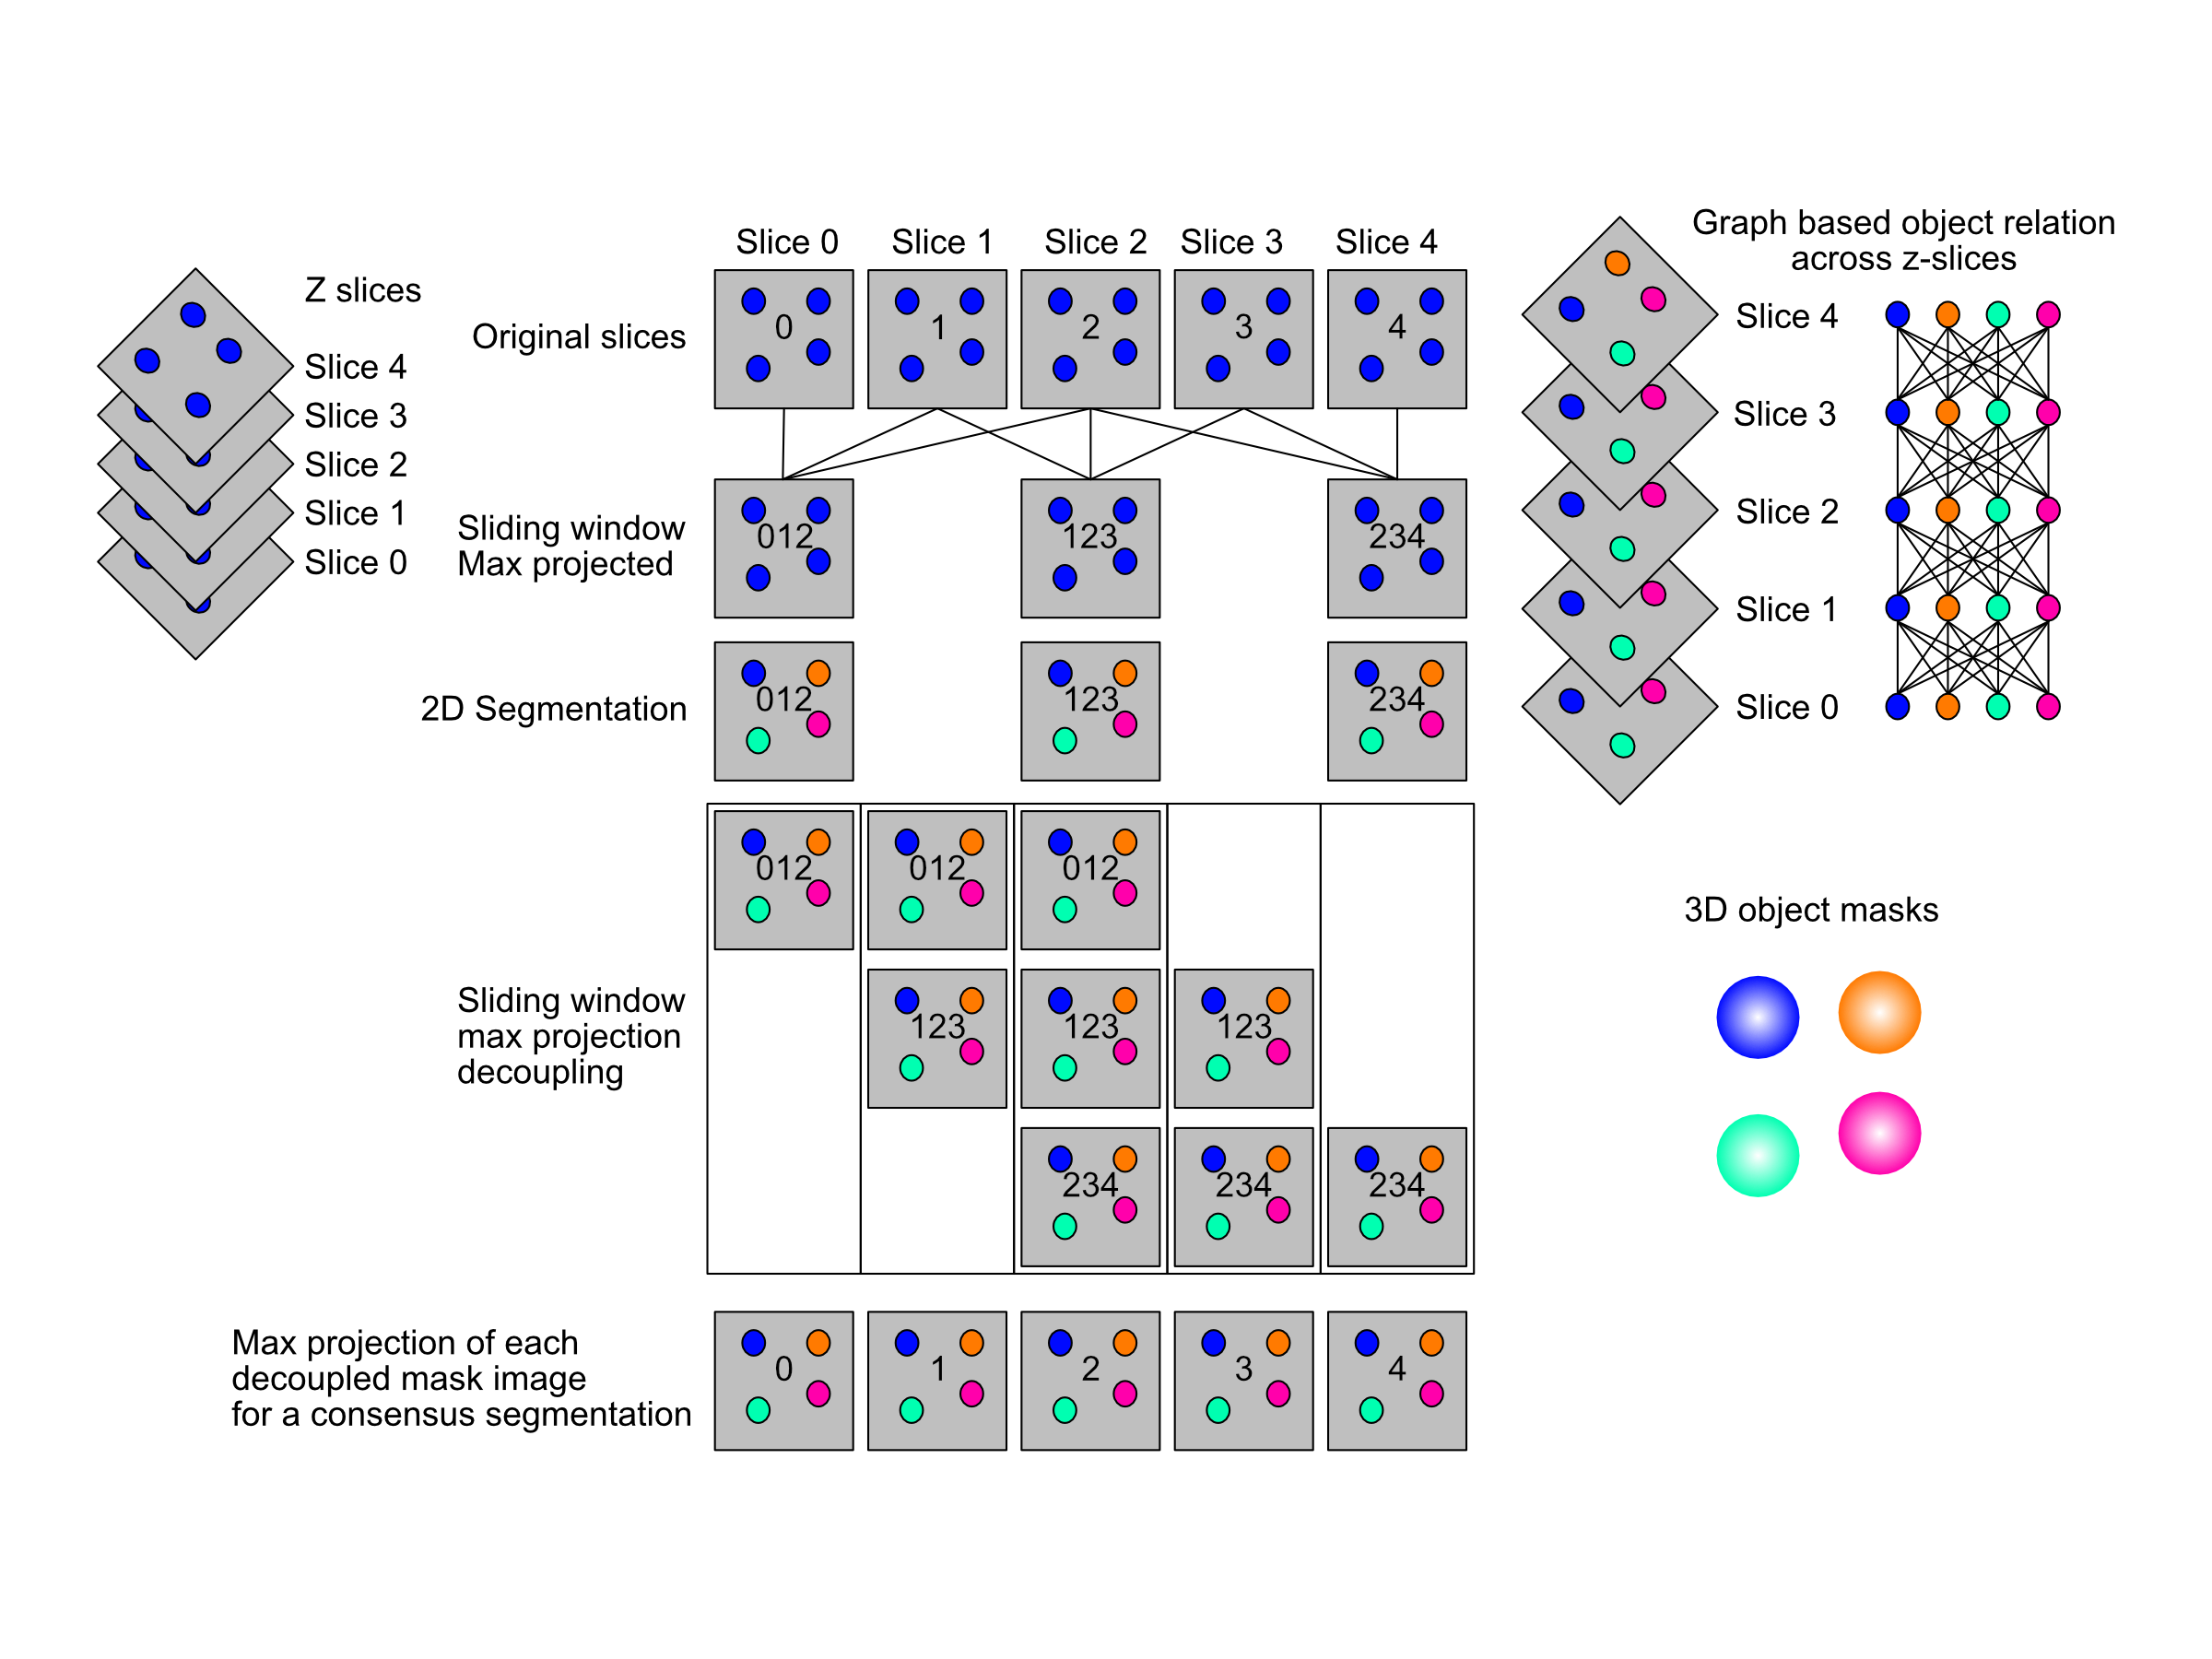 Z slices
Slice 4
Slice 3
Slice 2
Slice 1
Slice 0
Slice 0 Slice 1 Slice 2 Slice 3 Slice 4
Original slices
0 1 2 3 4
Sliding window
Max projected
012 123 234
2D Segmentation
012 123 234
012 012 012
Sliding window
max projection
decoupling
123 123 123
234 234 234
Max projection of each
decoupled mask image
for a consensus segmentation
0 1 2 3 4
Graph based object relation
across z-slices
Slice 4
Slice 3
Slice 2
Slice 1
Slice 0
3D object masks